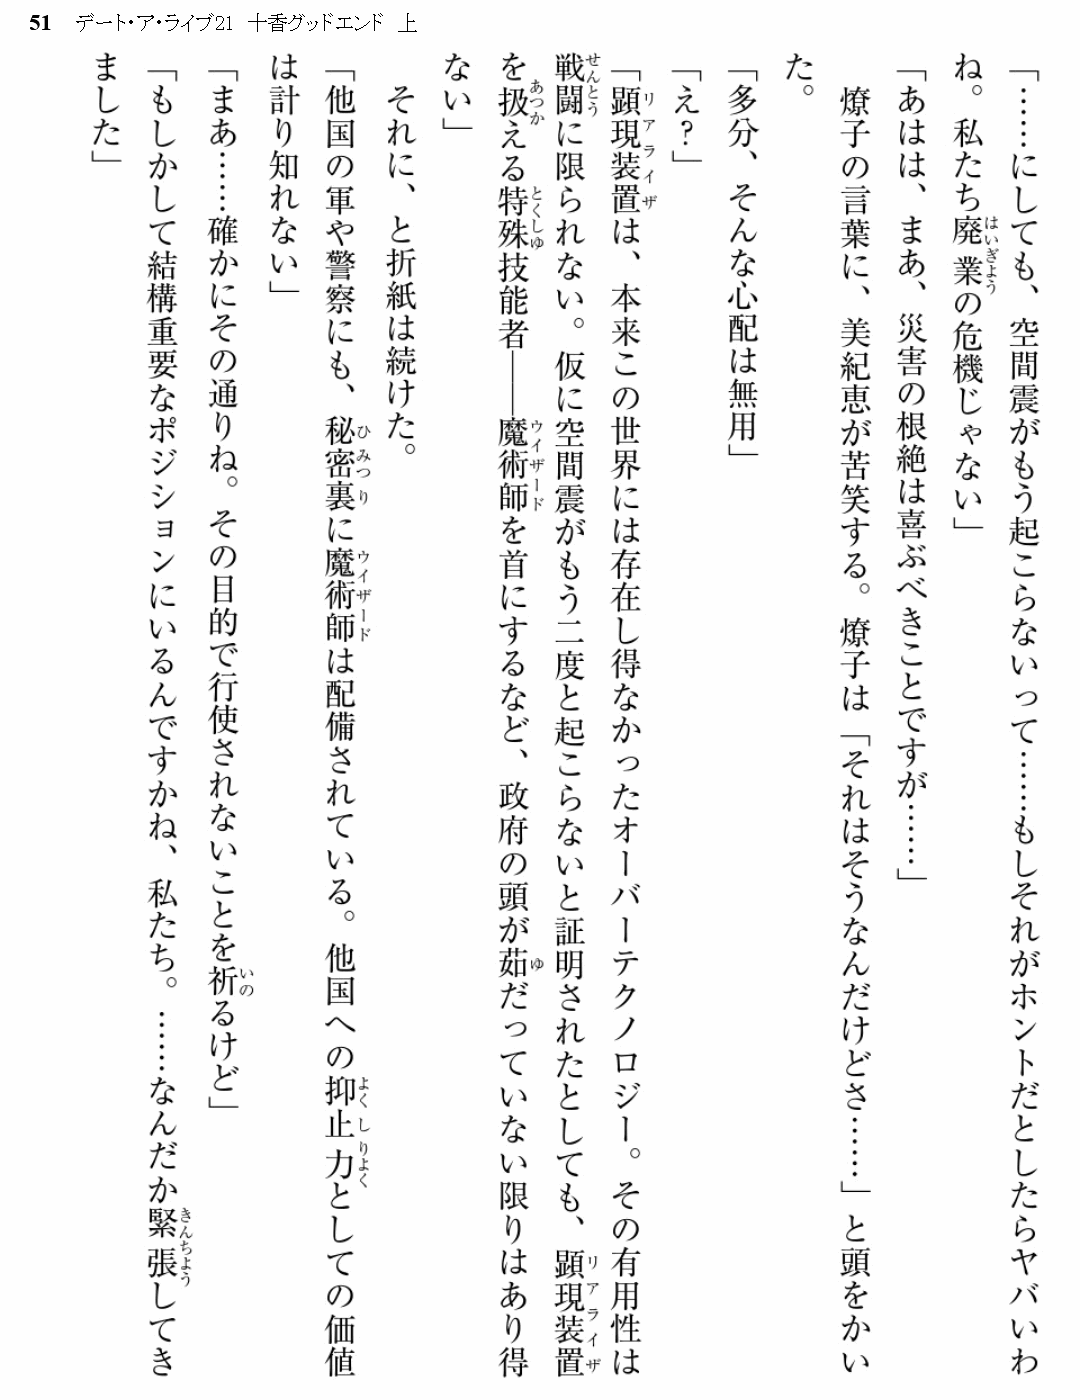 51 デート・ア・ライブ21 十香グッドエンド 上
「……にしても、空間震がもう起こらないって……もしそれがホントだとしたらヤバいわ
ね。私たち廃業の危機じゃない」
「あはは、まあ、災害の根絶は喜ぶべきことですが……」
燎子の言葉に、美紀恵が苦笑する。燎子は「それはそうなんだけどさ……」と頭をかい
た。
「多分、そんな心配は無用」
「え？」
「顕現装置は、本来この世界には存在し得なかったオーバーテクノロジー。その有用性は
戦闘に限られない。仮に空間震がもう二度と起こらないと証明されたとしても、顕現装置
を扱える特殊技能者――魔術師を首にするなど、政府の頭が茹だっていない限りはあり得
ない」
それに、と折紙は続けた。
「他国の軍や警察にも、秘密裏に魔術師は配備されている。他国への抑止力としての価値
は計り知れない」
「まあ……確かにその通りね。その目的で行使されないことを祈るけど」
「もしかして結構重要なポジションにいるんですかね、私たち。……なんだか緊張してき
ました」